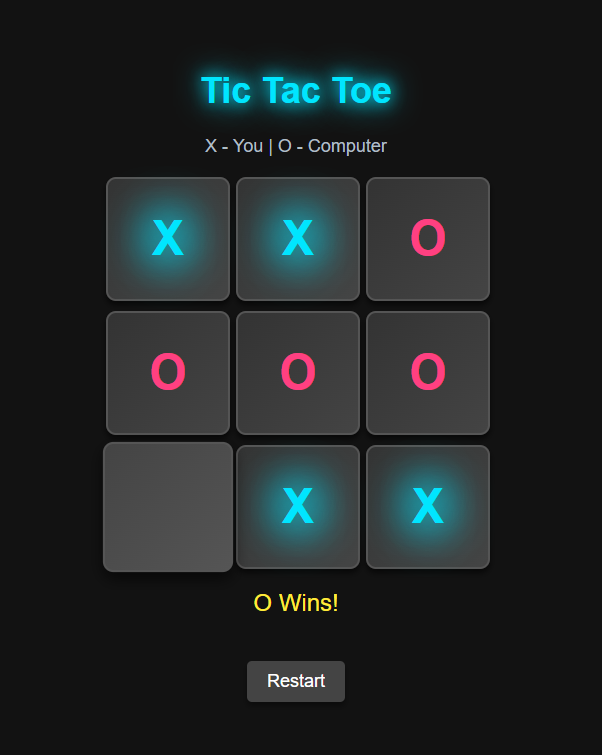 Tic Tac Toe
X - You | O - Computer
X X O
O O O
X X
O Wins!
Restart